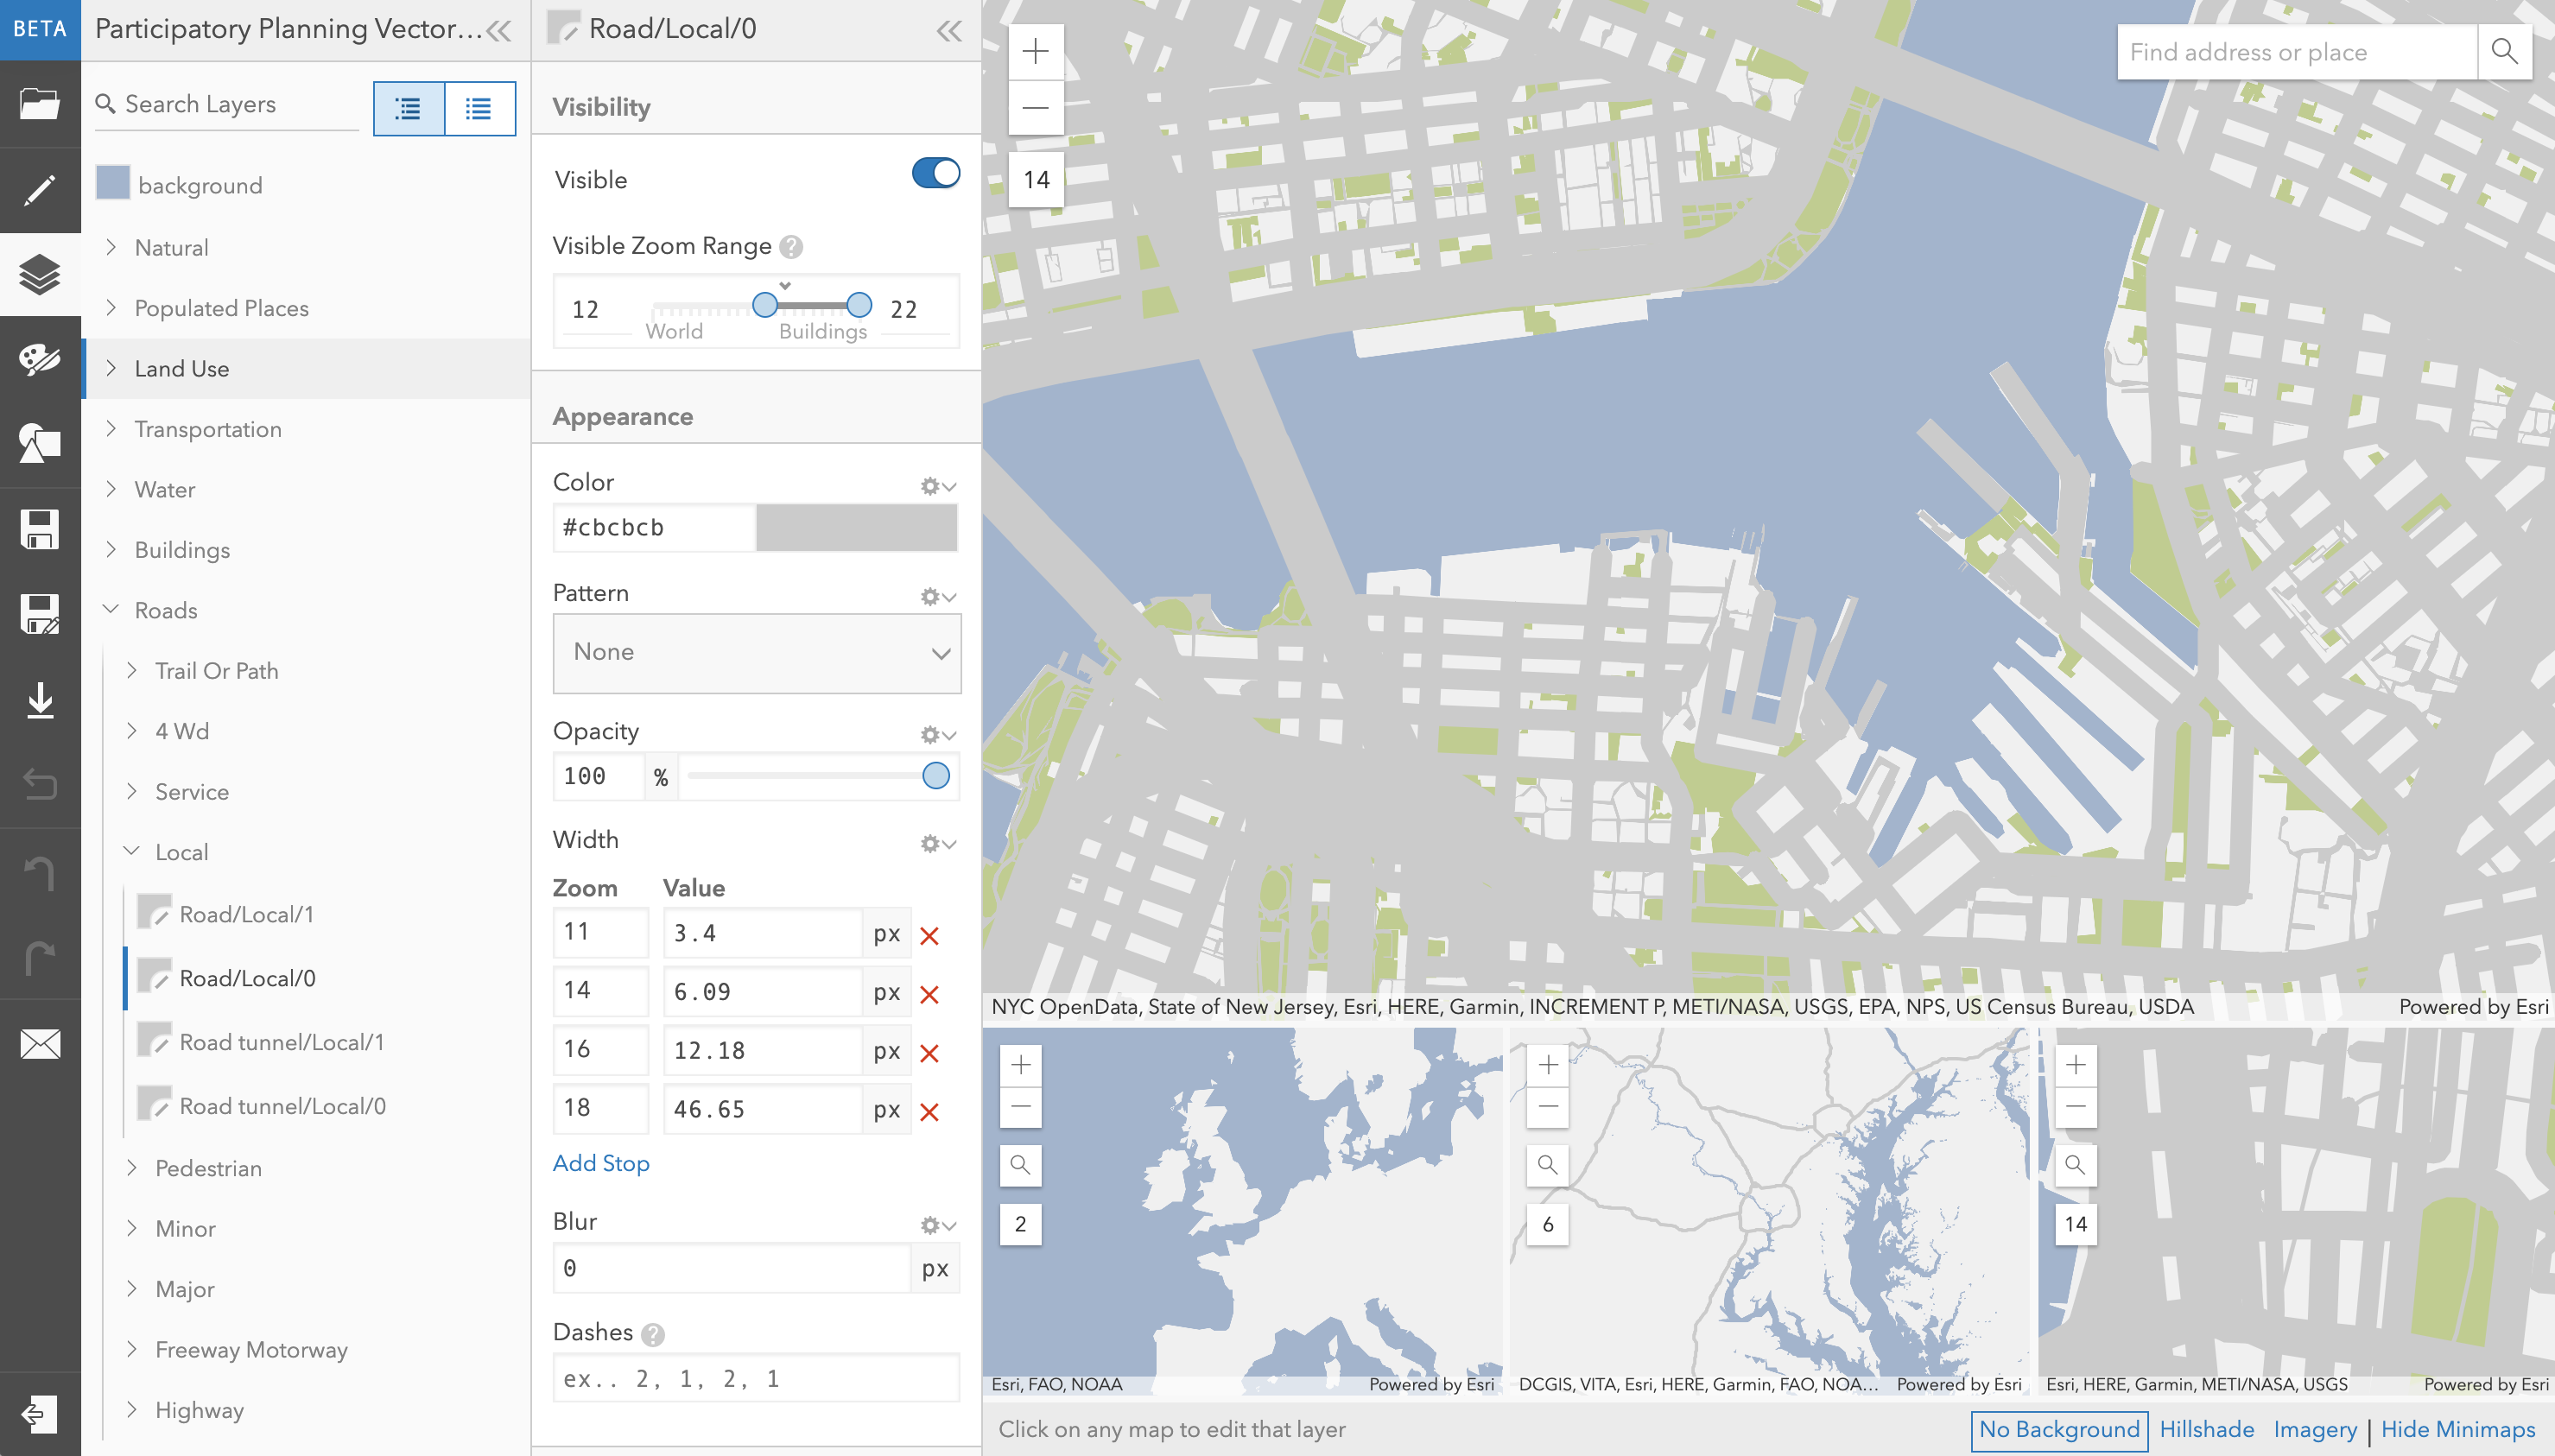 BETA
Participatory Planning Vector…
Search Layers
background
Natural
Populated Places
Land Use
Transportation
Water
Buildings
Roads
Trail Or Path
4 Wd
Service
Local
Road/Local/1
Road/Local/0
Road tunnel/Local/1
Road tunnel/Local/0
Pedestrian
Minor
Major
Freeway Motorway
Highway
Road/Local/0
Visibility
Visible
Visible Zoom Range ?
12 22
World Buildings
Appearance
Color
#cbcbcb
Pattern
None
Opacity
100 %
Width
Zoom Value
11 3.4 px
14 6.09 px
16 12.18 px
18 46.65 px
Add Stop
Blur
0 px
Dashes ?
ex.. 2, 1, 2, 1
14
Find address or place
NYC OpenData, State of New Jersey, Esri, HERE, Garmin, INCREMENT P, METI/NASA, USGS, EPA, NPS, US Census Bureau, USDA Powered by Esri
2
Esri, FAO, NOAA Powered by Esri
6
DCGIS, VITA, Esri, HERE, Garmin, FAO, NOA… Powered by Esri
14
Esri, HERE, Garmin, METI/NASA, USGS Powered by Esri
Click on any map to edit that layer
No Background Hillshade Imagery | Hide Minimaps